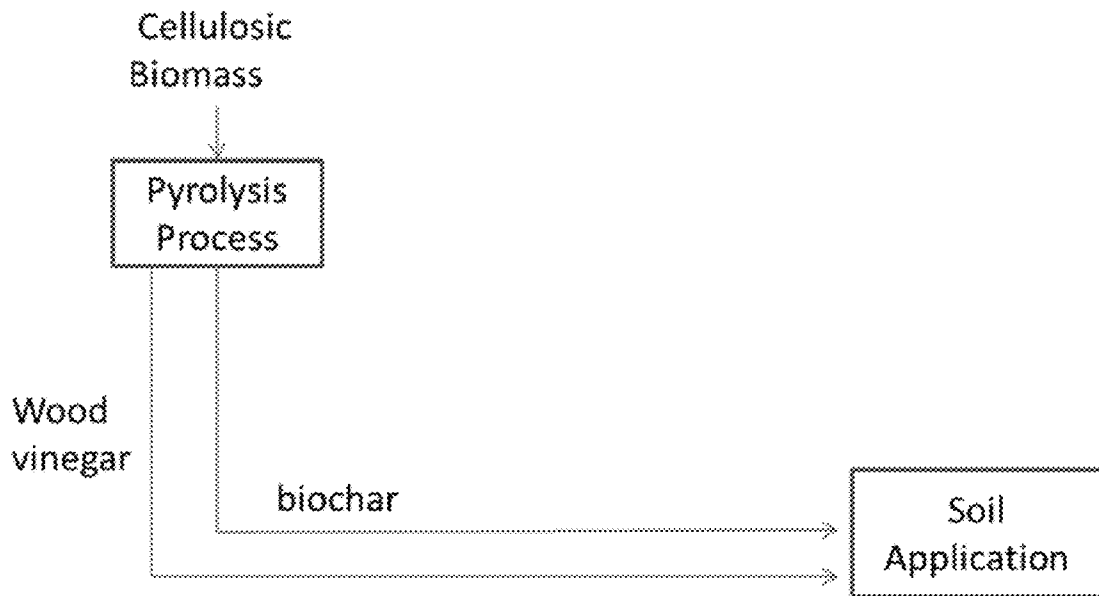 Cellulosic
Biomass
Pyrolysis
Process
Wood
vinegar
biochar
Soil
Application